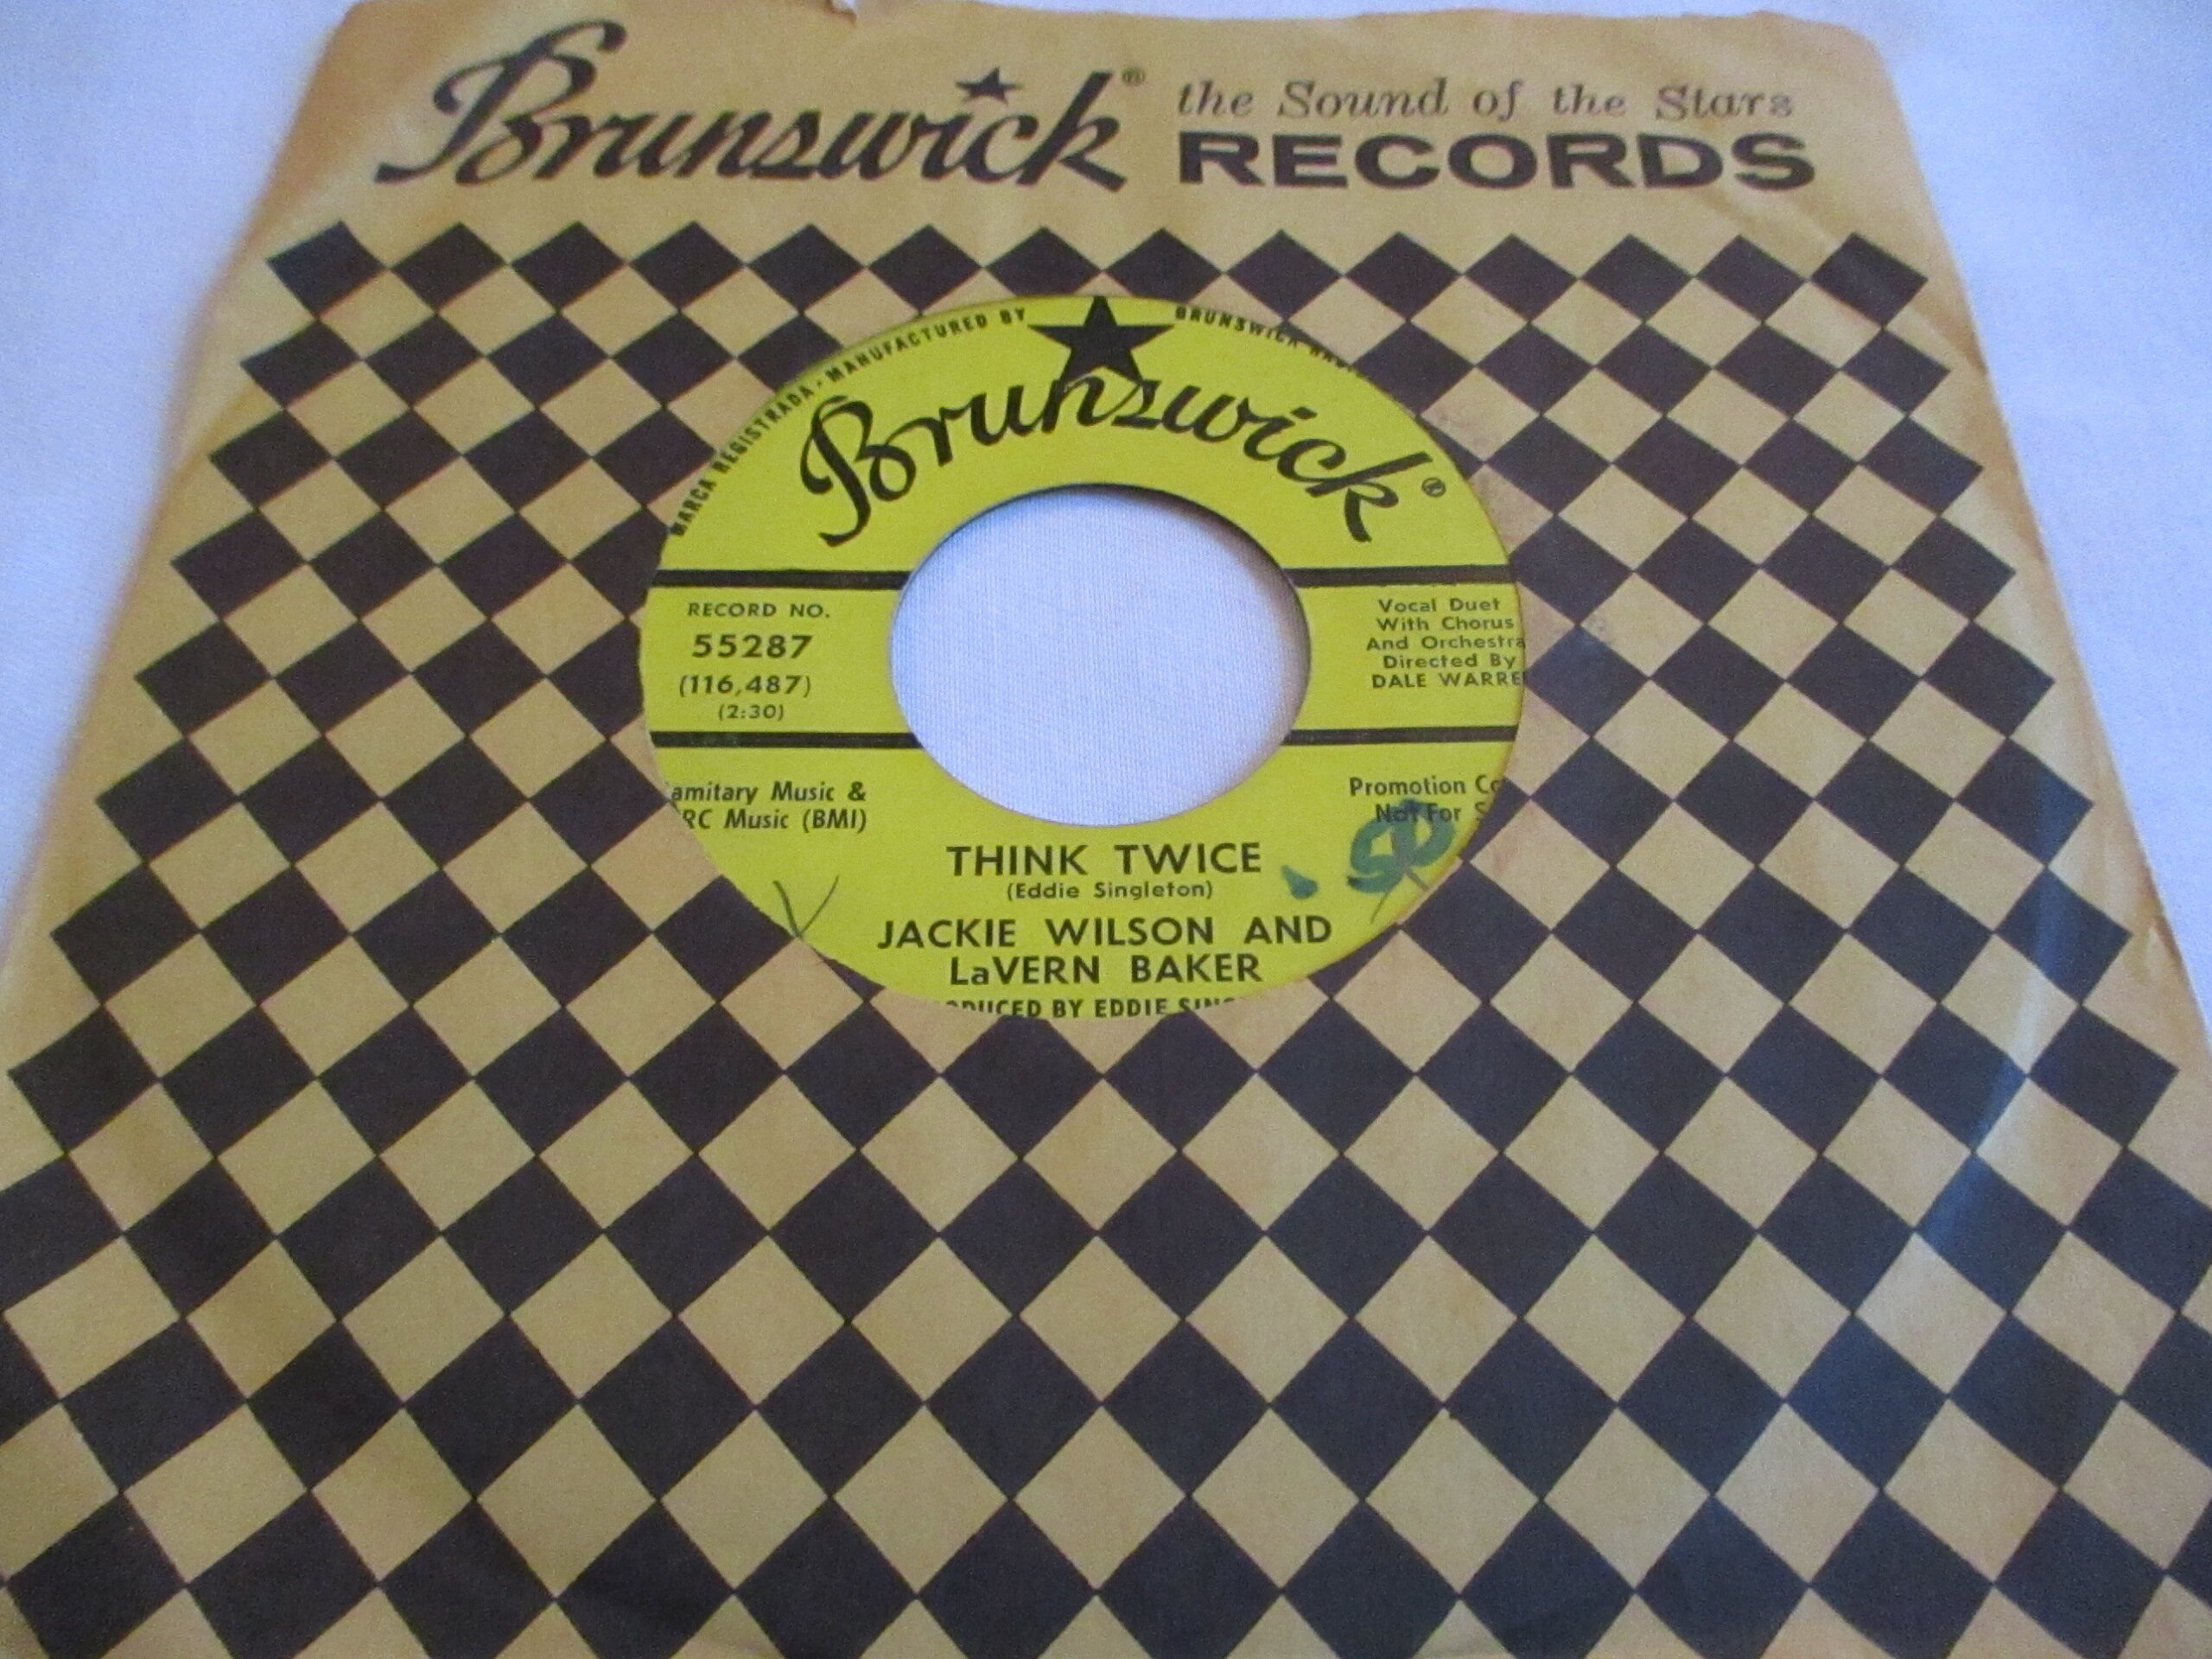 Brunswick® the Sound of the Stars
RECORDS
MARCA REGISTRADA - MANUFACTURED BY BRUNSWICK
Brunswick®
RECORD NO.
55287
(116,487)
(2:30)
Vocal Duet
With Chorus
And Orchestra
Directed By
DALE WARRE
amitary Music &
RC Music (BMI)
Promotion Co
Not For S
THINK TWICE
(Eddie Singleton)
JACKIE WILSON AND
LaVERN BAKER
ODUCED BY EDDIE SING